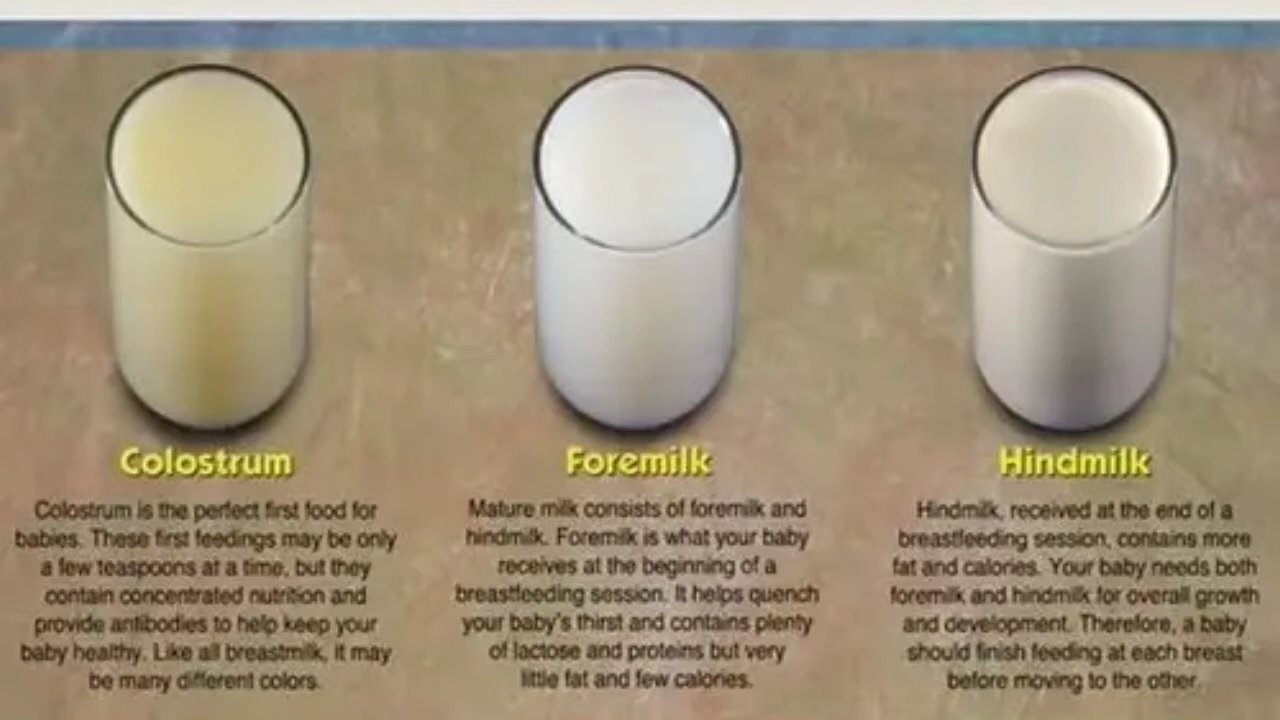 Colostrum
Colostrum is the perfect first food for
babies. These first feedings may be only
a few teaspoons at a time, but they
contain concentrated nutrition and
provide antibodies to help keep your
baby healthy. Like all breastmilk, it may
be many different colors.
Foremilk
Mature milk consists of foremilk and
hindmilk. Foremilk is what your baby
receives at the beginning of a
breastfeeding session. It helps quench
your baby's thirst and contains plenty
of lactose and proteins but very
little fat and few calories.
Hindmilk
Hindmilk, received at the end of a
breastfeeding session, contains more
fat and calories. Your baby needs both
foremilk and hindmilk for overall growth
and development. Therefore, a baby
should finish feeding at each breast
before moving to the other.